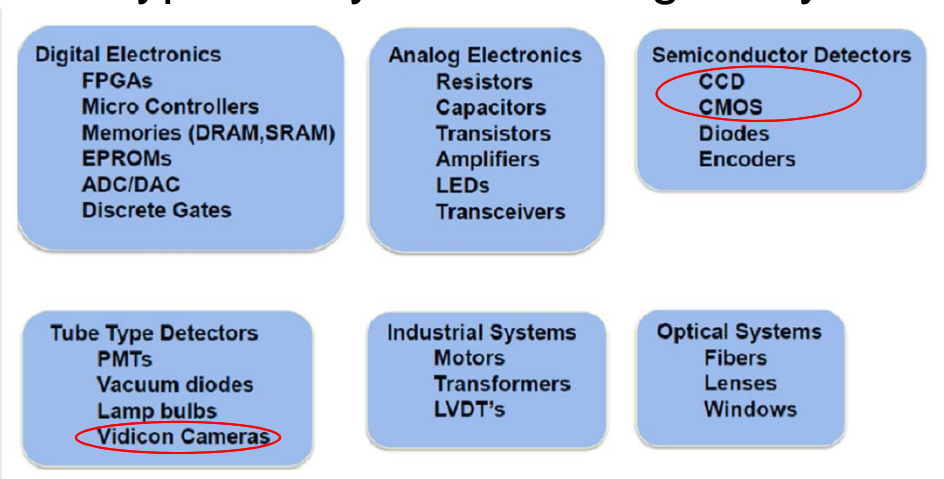 Digital Electronics
FPGAs
Micro Controllers
Memories (DRAM,SRAM)
EPROMs
ADC/DAC
Discrete Gates
Analog Electronics
Resistors
Capacitors
Transistors
Amplifiers
LEDs
Transceivers
Semiconductor Detectors
CCD
CMOS
Diodes
Encoders
Tube Type Detectors
PMTs
Vacuum diodes
Lamp bulbs
Vidicon Cameras
Industrial Systems
Motors
Transformers
LVDT's
Optical Systems
Fibers
Lenses
Windows